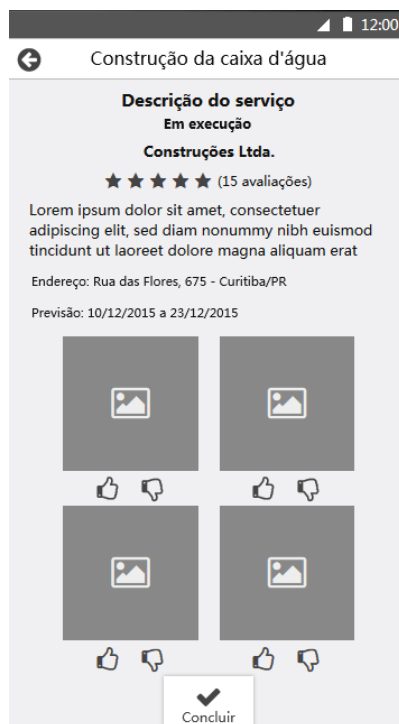 12:00
Construção da caixa d'água
Descrição do serviço
Em execução
Construções Ltda.
(15 avaliações)
Lorem ipsum dolor sit amet, consectetuer
adipiscing elit, sed diam nonummy nibh euismod
tincidunt ut laoreet dolore magna aliquam erat
Endereço: Rua das Flores, 675 - Curitiba/PR
Previsão: 10/12/2015 a 23/12/2015
Concluir